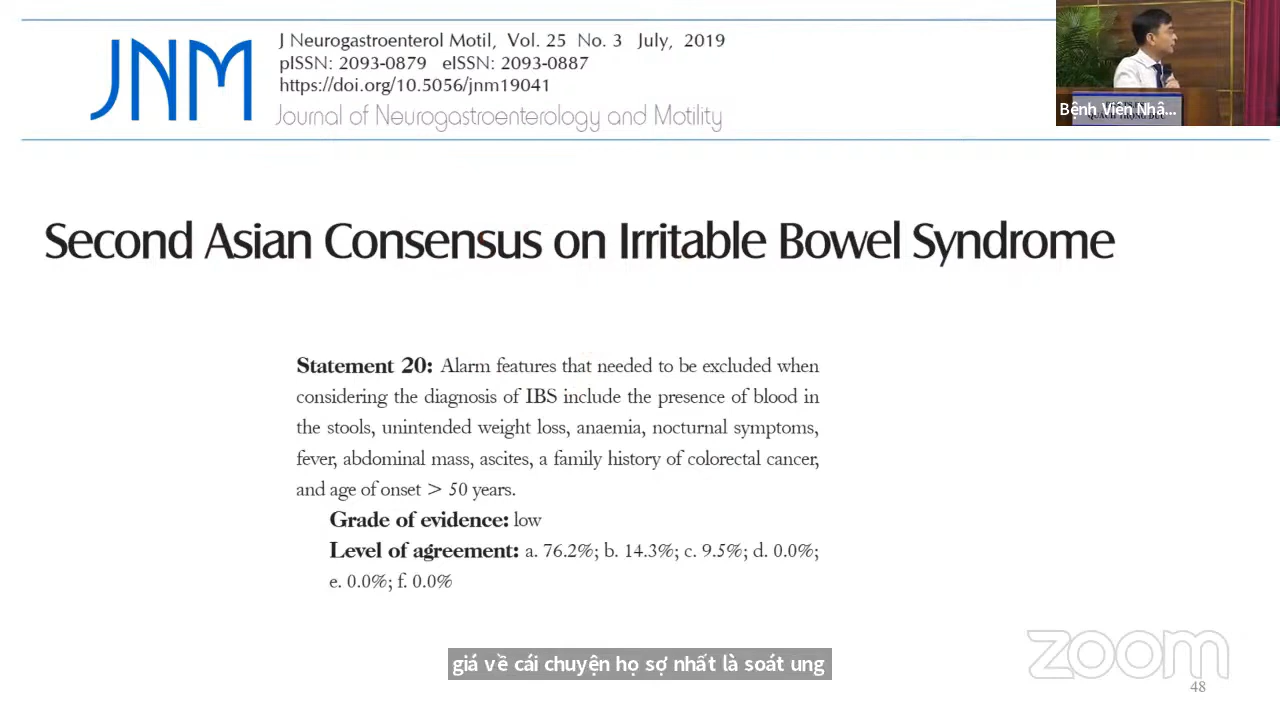 JNM
J Neurogastroenterol Motil, Vol. 25 No. 3 July, 2019
pISSN: 2093-0879 eISSN: 2093-0887
https://doi.org/10.5056/jnm19041
Journal of Neurogastroenterology and Motility
Bệnh Viện Nhâ...
QUÁCH TRỌNG ĐỨC
Second Asian Consensus on Irritable Bowel Syndrome
Statement 20: Alarm features that needed to be excluded when
considering the diagnosis of IBS include the presence of blood in
the stools, unintended weight loss, anaemia, nocturnal symptoms,
fever, abdominal mass, ascites, a family history of colorectal cancer,
and age of onset > 50 years.
Grade of evidence: low
Level of agreement: a. 76.2%; b. 14.3%; c. 9.5%; d. 0.0%;
e. 0.0%; f. 0.0%
giá về cái chuyện họ sợ nhất là soát ung
zoom
48